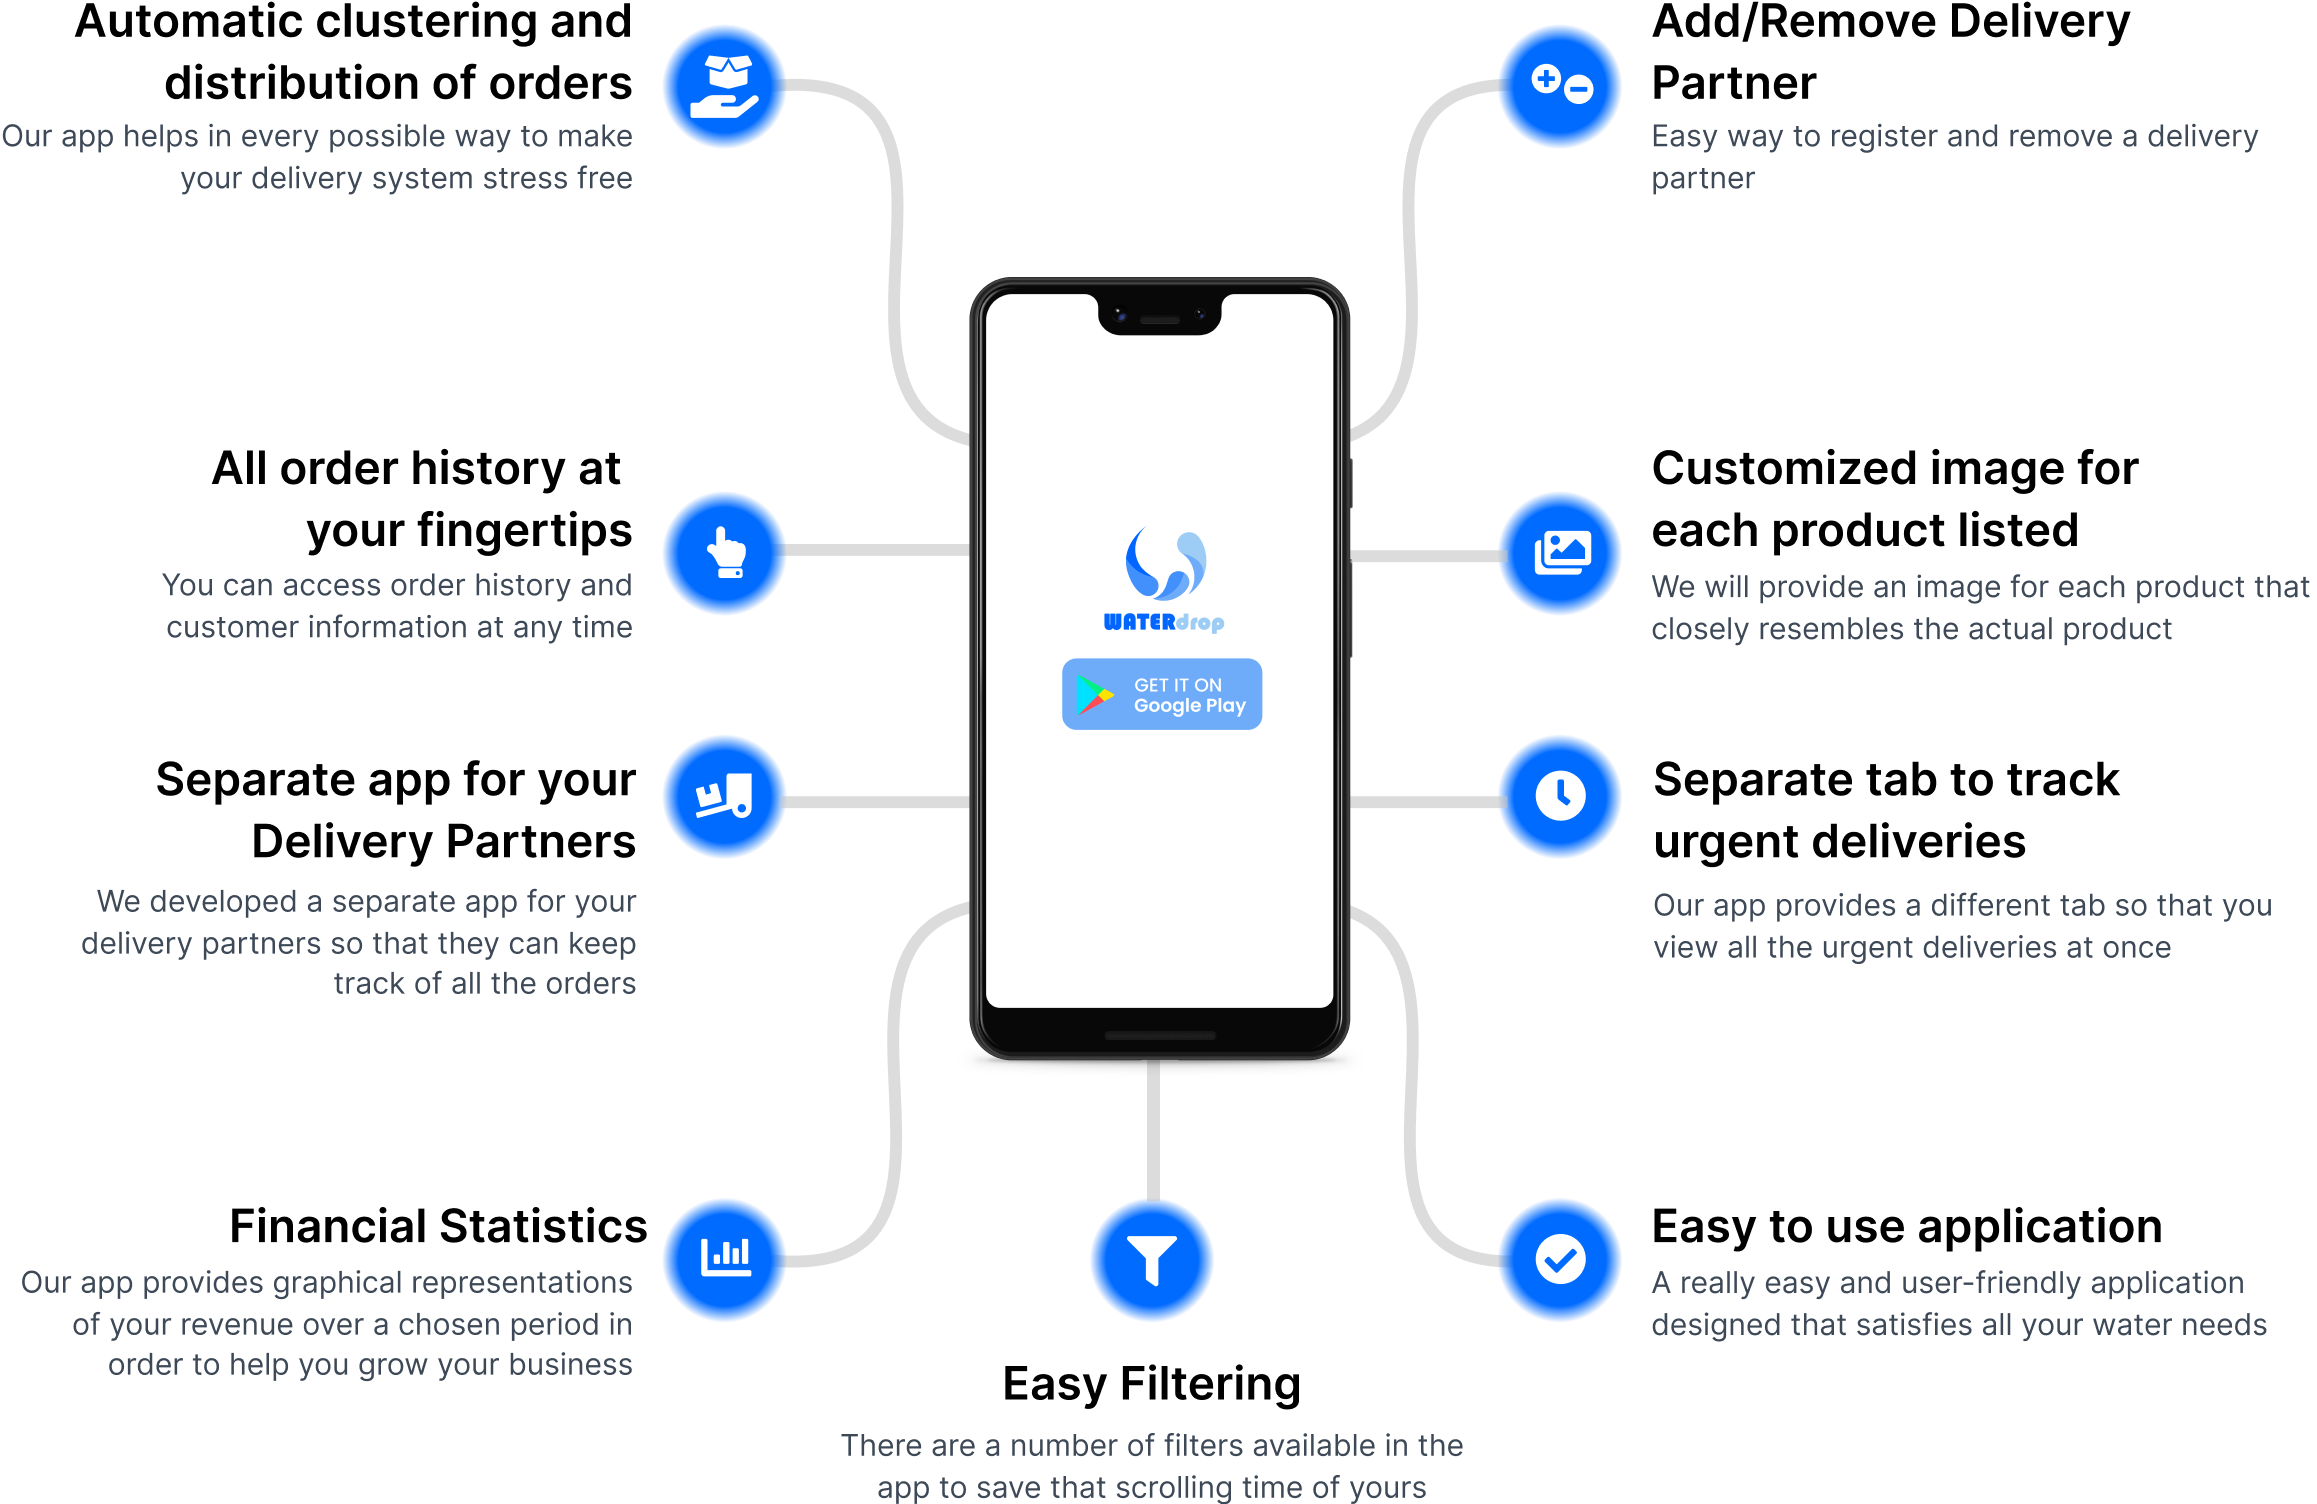 Automatic clustering and
distribution of orders
Our app helps in every possible way to make
your delivery system stress free
All order history at
your fingertips
You can access order history and
customer information at any time
Separate app for your
Delivery Partners
We developed a separate app for your
delivery partners so that they can keep
track of all the orders
Financial Statistics
Our app provides graphical representations
of your revenue over a chosen period in
order to help you grow your business
WATERdrop
GET IT ON
Google Play
Easy Filtering
There are a number of filters available in the
app to save that scrolling time of yours
Add/Remove Delivery
Partner
Easy way to register and remove a delivery
partner
Customized image for
each product listed
We will provide an image for each product that
closely resembles the actual product
Separate tab to track
urgent deliveries
Our app provides a different tab so that you
view all the urgent deliveries at once
Easy to use application
A really easy and user-friendly application
designed that satisfies all your water needs